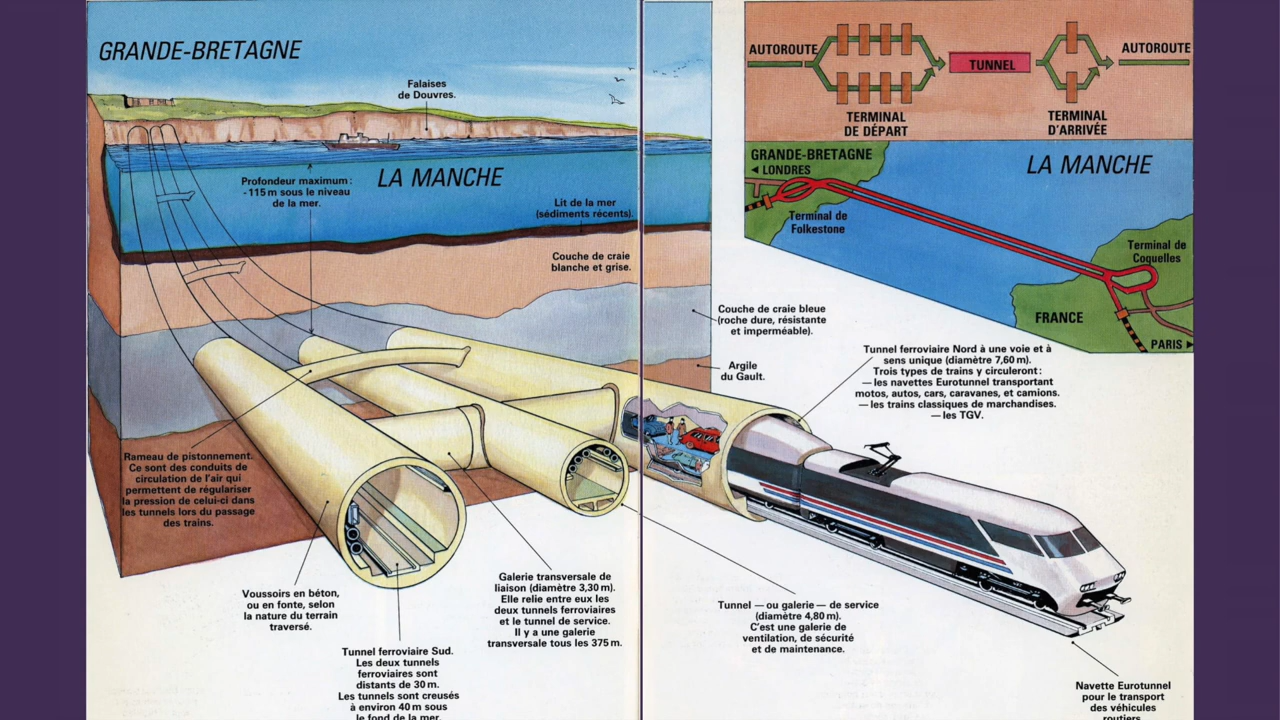 GRANDE-BRETAGNE
Falaises
de Douvres.
Profondeur maximum :
- 115 m sous le niveau
de la mer.
LA MANCHE
Lit de la mer
(sédiments récents).
Couche de craie
blanche et grise.
Couche de craie bleue
(roche dure, résistante
et imperméable).
Argile
du Gault.
Rameau de pistonnement.
Ce sont des conduits de
circulation de l'air qui
permettent de régulariser
la pression de celui-ci dans
les tunnels lors du passage
des trains.
Voussoirs en béton,
ou en fonte, selon
la nature du terrain
traversé.
Tunnel ferroviaire Sud.
Les deux tunnels
ferroviaires sont
distants de 30 m.
Les tunnels sont creusés
à environ 40 m sous
le fond de la mer.
Galerie transversale de
liaison (diamètre 3,30 m).
Elle relie entre eux les
deux tunnels ferroviaires
et le tunnel de service.
Il y a une galerie
transversale tous les 375 m.
AUTOROUTE
TUNNEL
AUTOROUTE
TERMINAL
DE DÉPART
TERMINAL
D'ARRIVÉE
GRANDE-BRETAGNE
LONDRES
LA MANCHE
Terminal de
Folkestone
Terminal de
Coquelles
FRANCE
PARIS
Tunnel ferroviaire Nord à une voie et à
sens unique (diamètre 7,60 m).
Trois types de trains y circuleront :
— les navettes Eurotunnel transportant
motos, autos, cars, caravanes, et camions.
— les trains classiques de marchandises.
— les TGV.
Tunnel — ou galerie — de service
(diamètre 4,80 m).
C'est une galerie de
ventilation, de sécurité
et de maintenance.
Navette Eurotunnel
pour le transport
des véhicules
routiers